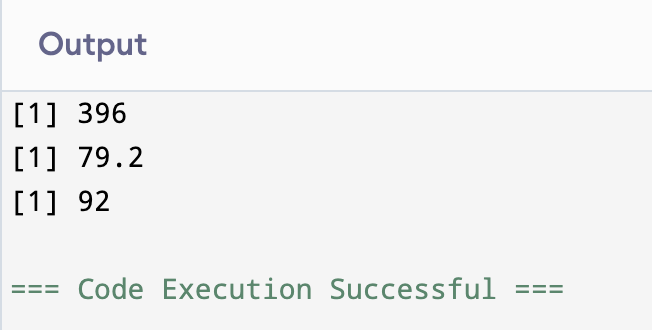 Output
[1] 396
[1] 79.2
[1] 92
=== Code Execution Successful ===